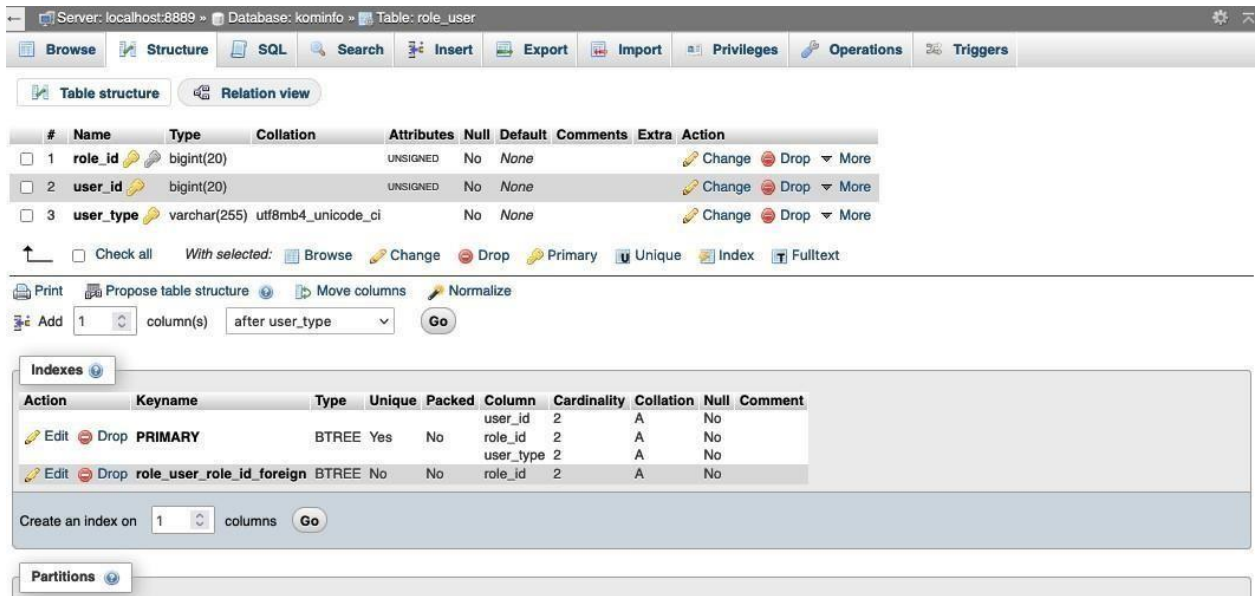 Server: localhost:8889 » Database: kominfo » Table: role_user
Browse Structure SQL Search Insert Export Import Privileges Operations Triggers
Table structure Relation view
# Name Type Collation Attributes Null Default Comments Extra Action
1 role_id bigint(20) UNSIGNED No None Change Drop More
2 user_id bigint(20) UNSIGNED No None Change Drop More
3 user_type varchar(255) utf8mb4_unicode_ci No None Change Drop More
Check all With selected: Browse Change Drop Primary U Unique Index T Fulltext
Print Propose table structure Move columns Normalize
Add 1 column(s) after user_type Go
Indexes
Action Keyname Type Unique Packed Column Cardinality Collation Null Comment
user_id 2 A No
Edit Drop PRIMARY BTREE Yes No role_id 2 A No
user_type 2 A No
Edit Drop role_user_role_id_foreign BTREE No No role_id 2 A No
Create an index on 1 columns Go
Partitions